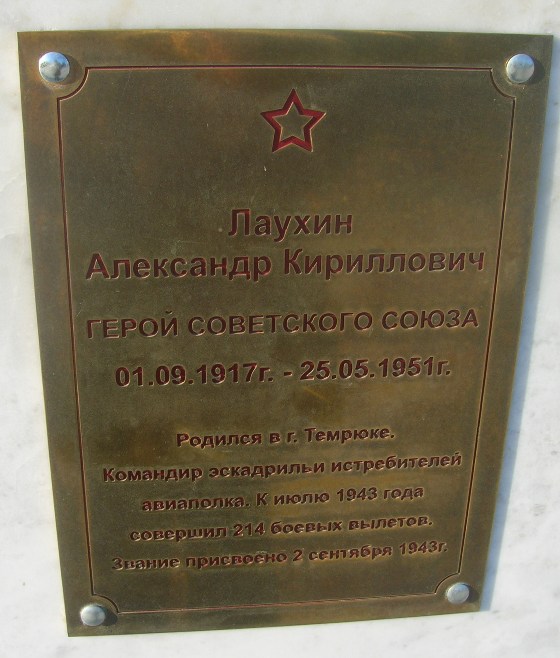 Лаухин
Александр Кириллович
ГЕРОЙ СОВЕТСКОГО СОЮЗА
01.09.1917г. - 25.05.1951г.
Родился в г. Темрюке.
Командир эскадрильи истребителей
авиаполка. К июлю 1943 года
совершил 214 боевых вылетов.
Звание присвоено 2 сентября 1943г.